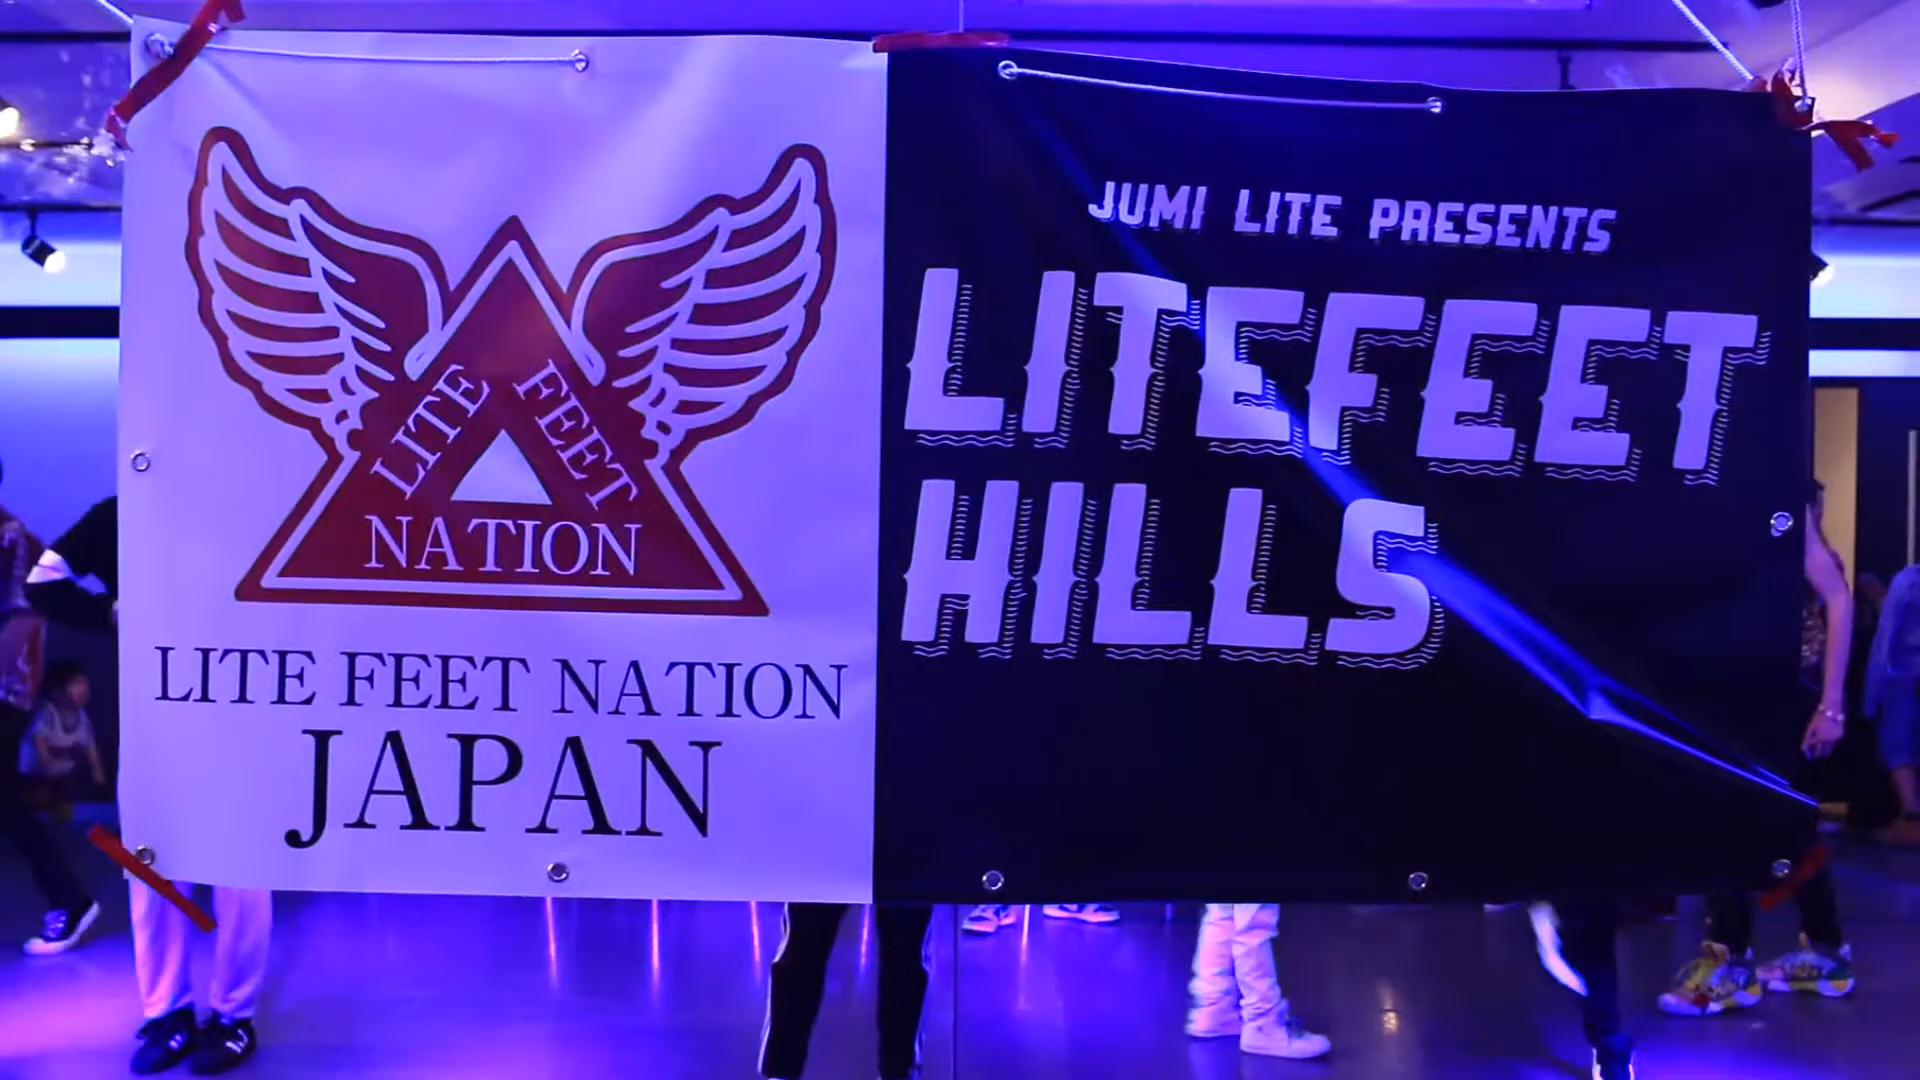 LITE FEET
NATION
LITE FEET NATION
JAPAN
JUMI LITE PRESENTS
LITEFEET
HILLS